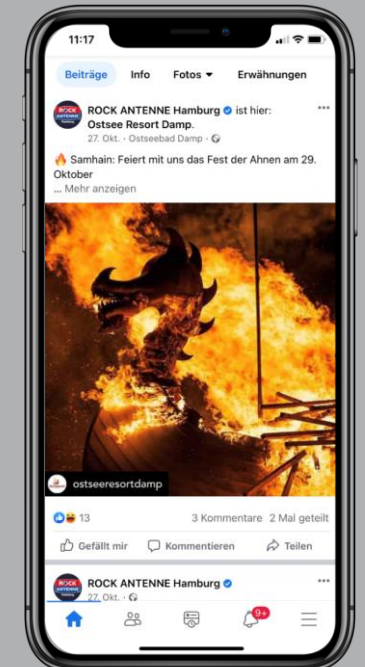 11:17
Beiträge Info Fotos Erwähnungen
ROCK ANTENNE Hamburg ist hier:
Ostsee Resort Damp.
27. Okt. · Ostseebad Damp ·
Samhain: Feiert mit uns das Fest der Ahnen am 29.
Oktober
... Mehr anzeigen
ostseeresortdamp
13 3 Kommentare 2 Mal geteilt
Gefällt mir Kommentieren Teilen
ROCK ANTENNE Hamburg
27. Okt. ·
9+